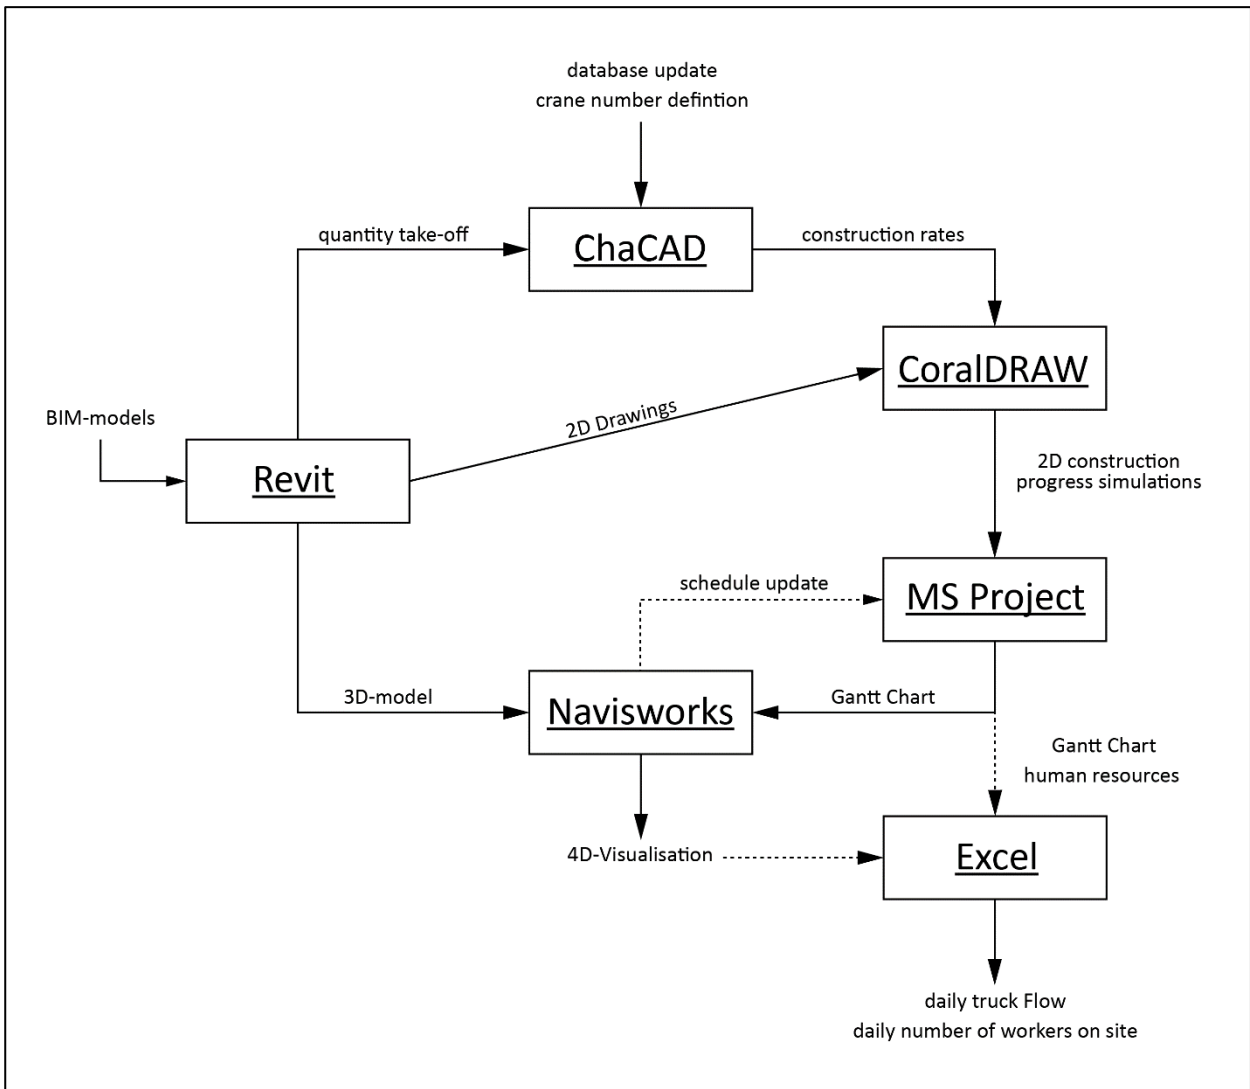 database update
crane number defintion
quantity take-off
ChaCAD
construction rates
CoralDRAW
2D Drawings
BIM-models
Revit
2D construction
progress simulations
schedule update
MS Project
3D-model
Navisworks
Gantt Chart
Gantt Chart
human resources
4D-Visualisation
Excel
daily truck Flow
daily number of workers on site